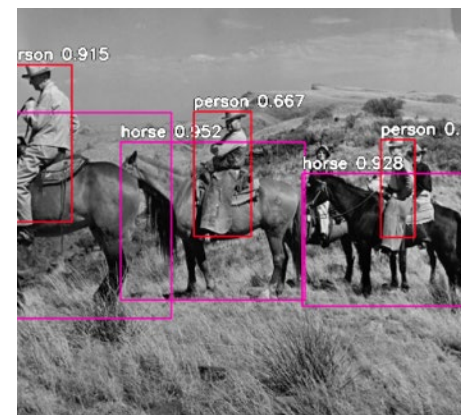 rson 0.915
person 0.667
horse 0.952
person 0.
horse 0.928